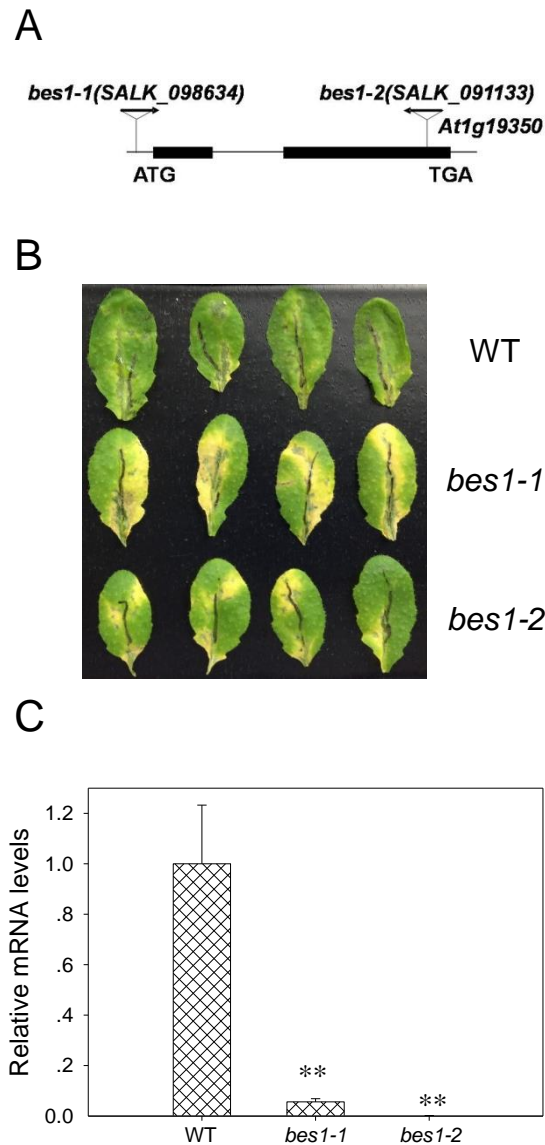 A
bes1-1(SALK_098634)
bes1-2(SALK_091133)
At1g19350
ATG
TGA
B
WT
bes1-1
bes1-2
C
Relative mRNA levels
1.2
1.0
.8
.6
.4
.2
0.0
**
**
WT
bes1-1
bes1-2